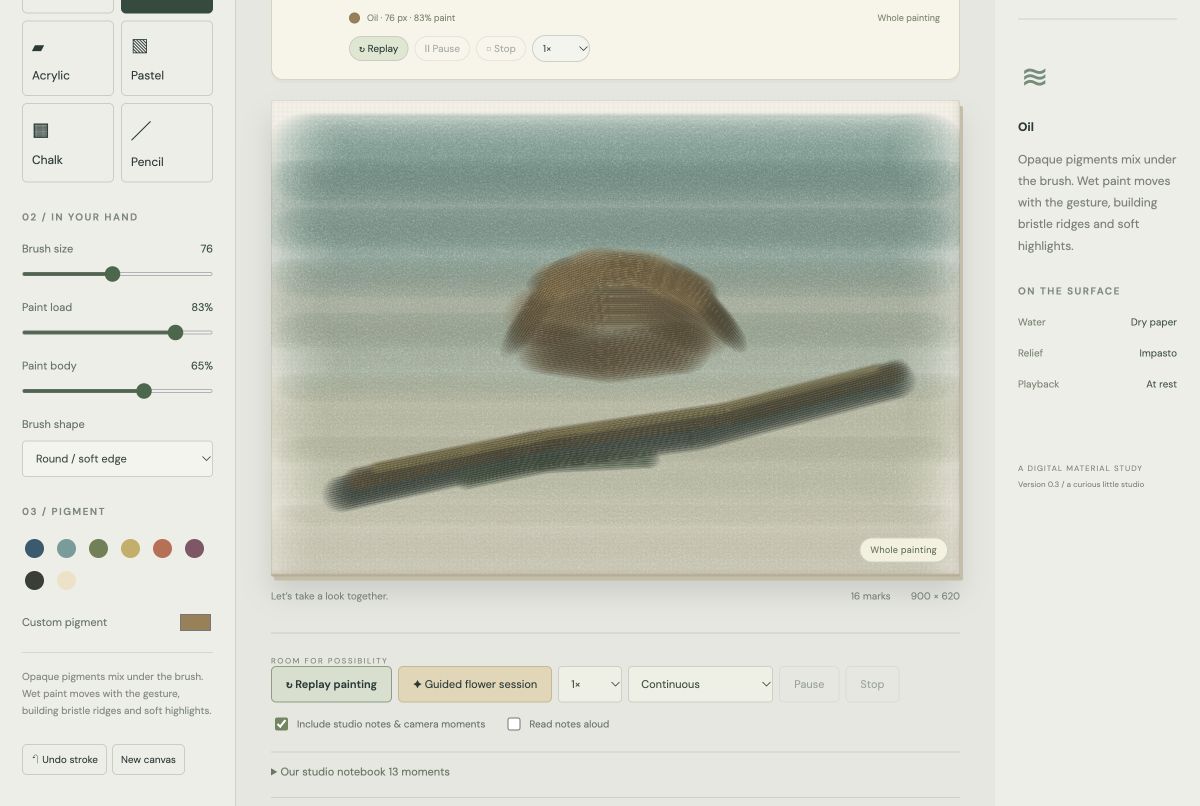 Acrylic
Pastel
Chalk
Pencil
02 / IN YOUR HAND
Brush size 76
Paint load 83%
Paint body 65%
Brush shape
Round / soft edge
03 / PIGMENT
Custom pigment
Opaque pigments mix under the brush.
Wet paint moves with the gesture,
building bristle ridges and soft highlights.
Undo stroke
New canvas
Oil · 76 px · 83% paint
Whole painting
↻ Replay
II Pause
▫ Stop
1×
Whole painting
Let's take a look together.
16 marks
900 × 620
ROOM FOR POSSIBILITY
↻ Replay painting
✦ Guided flower session
1×
Continuous
Pause
Stop
Include studio notes & camera moments
Read notes aloud
Our studio notebook 13 moments
Oil
Opaque pigments mix under
the brush. Wet paint moves
with the gesture, building
bristle ridges and soft
highlights.
ON THE SURFACE
Water Dry paper
Relief Impasto
Playback At rest
A DIGITAL MATERIAL STUDY
Version 0.3 / a curious little studio